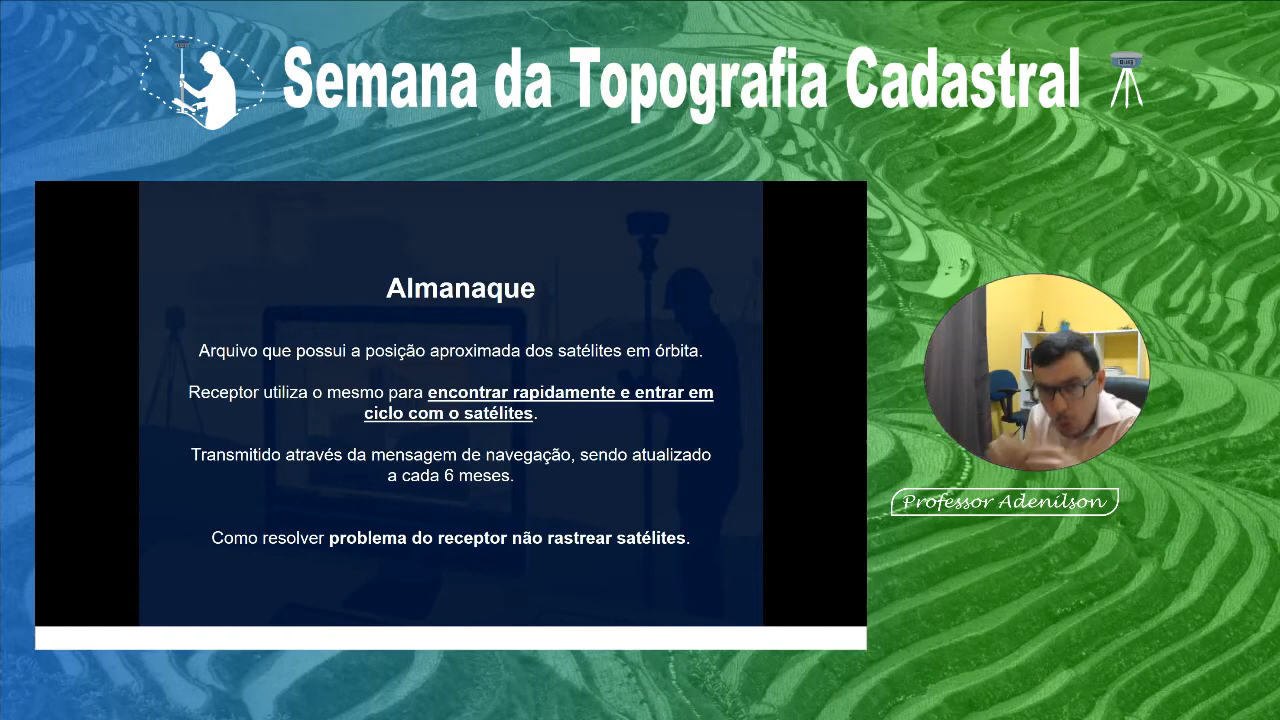 Semana da Topografia Cadastral
Almanaque
Arquivo que possui a posição aproximada dos satélites em órbita.
Receptor utiliza o mesmo para encontrar rapidamente e entrar em
ciclo com o satélites.
Transmitido através da mensagem de navegação, sendo atualizado
a cada 6 meses.
Como resolver problema do receptor não rastrear satélites.
Professor Adenilson